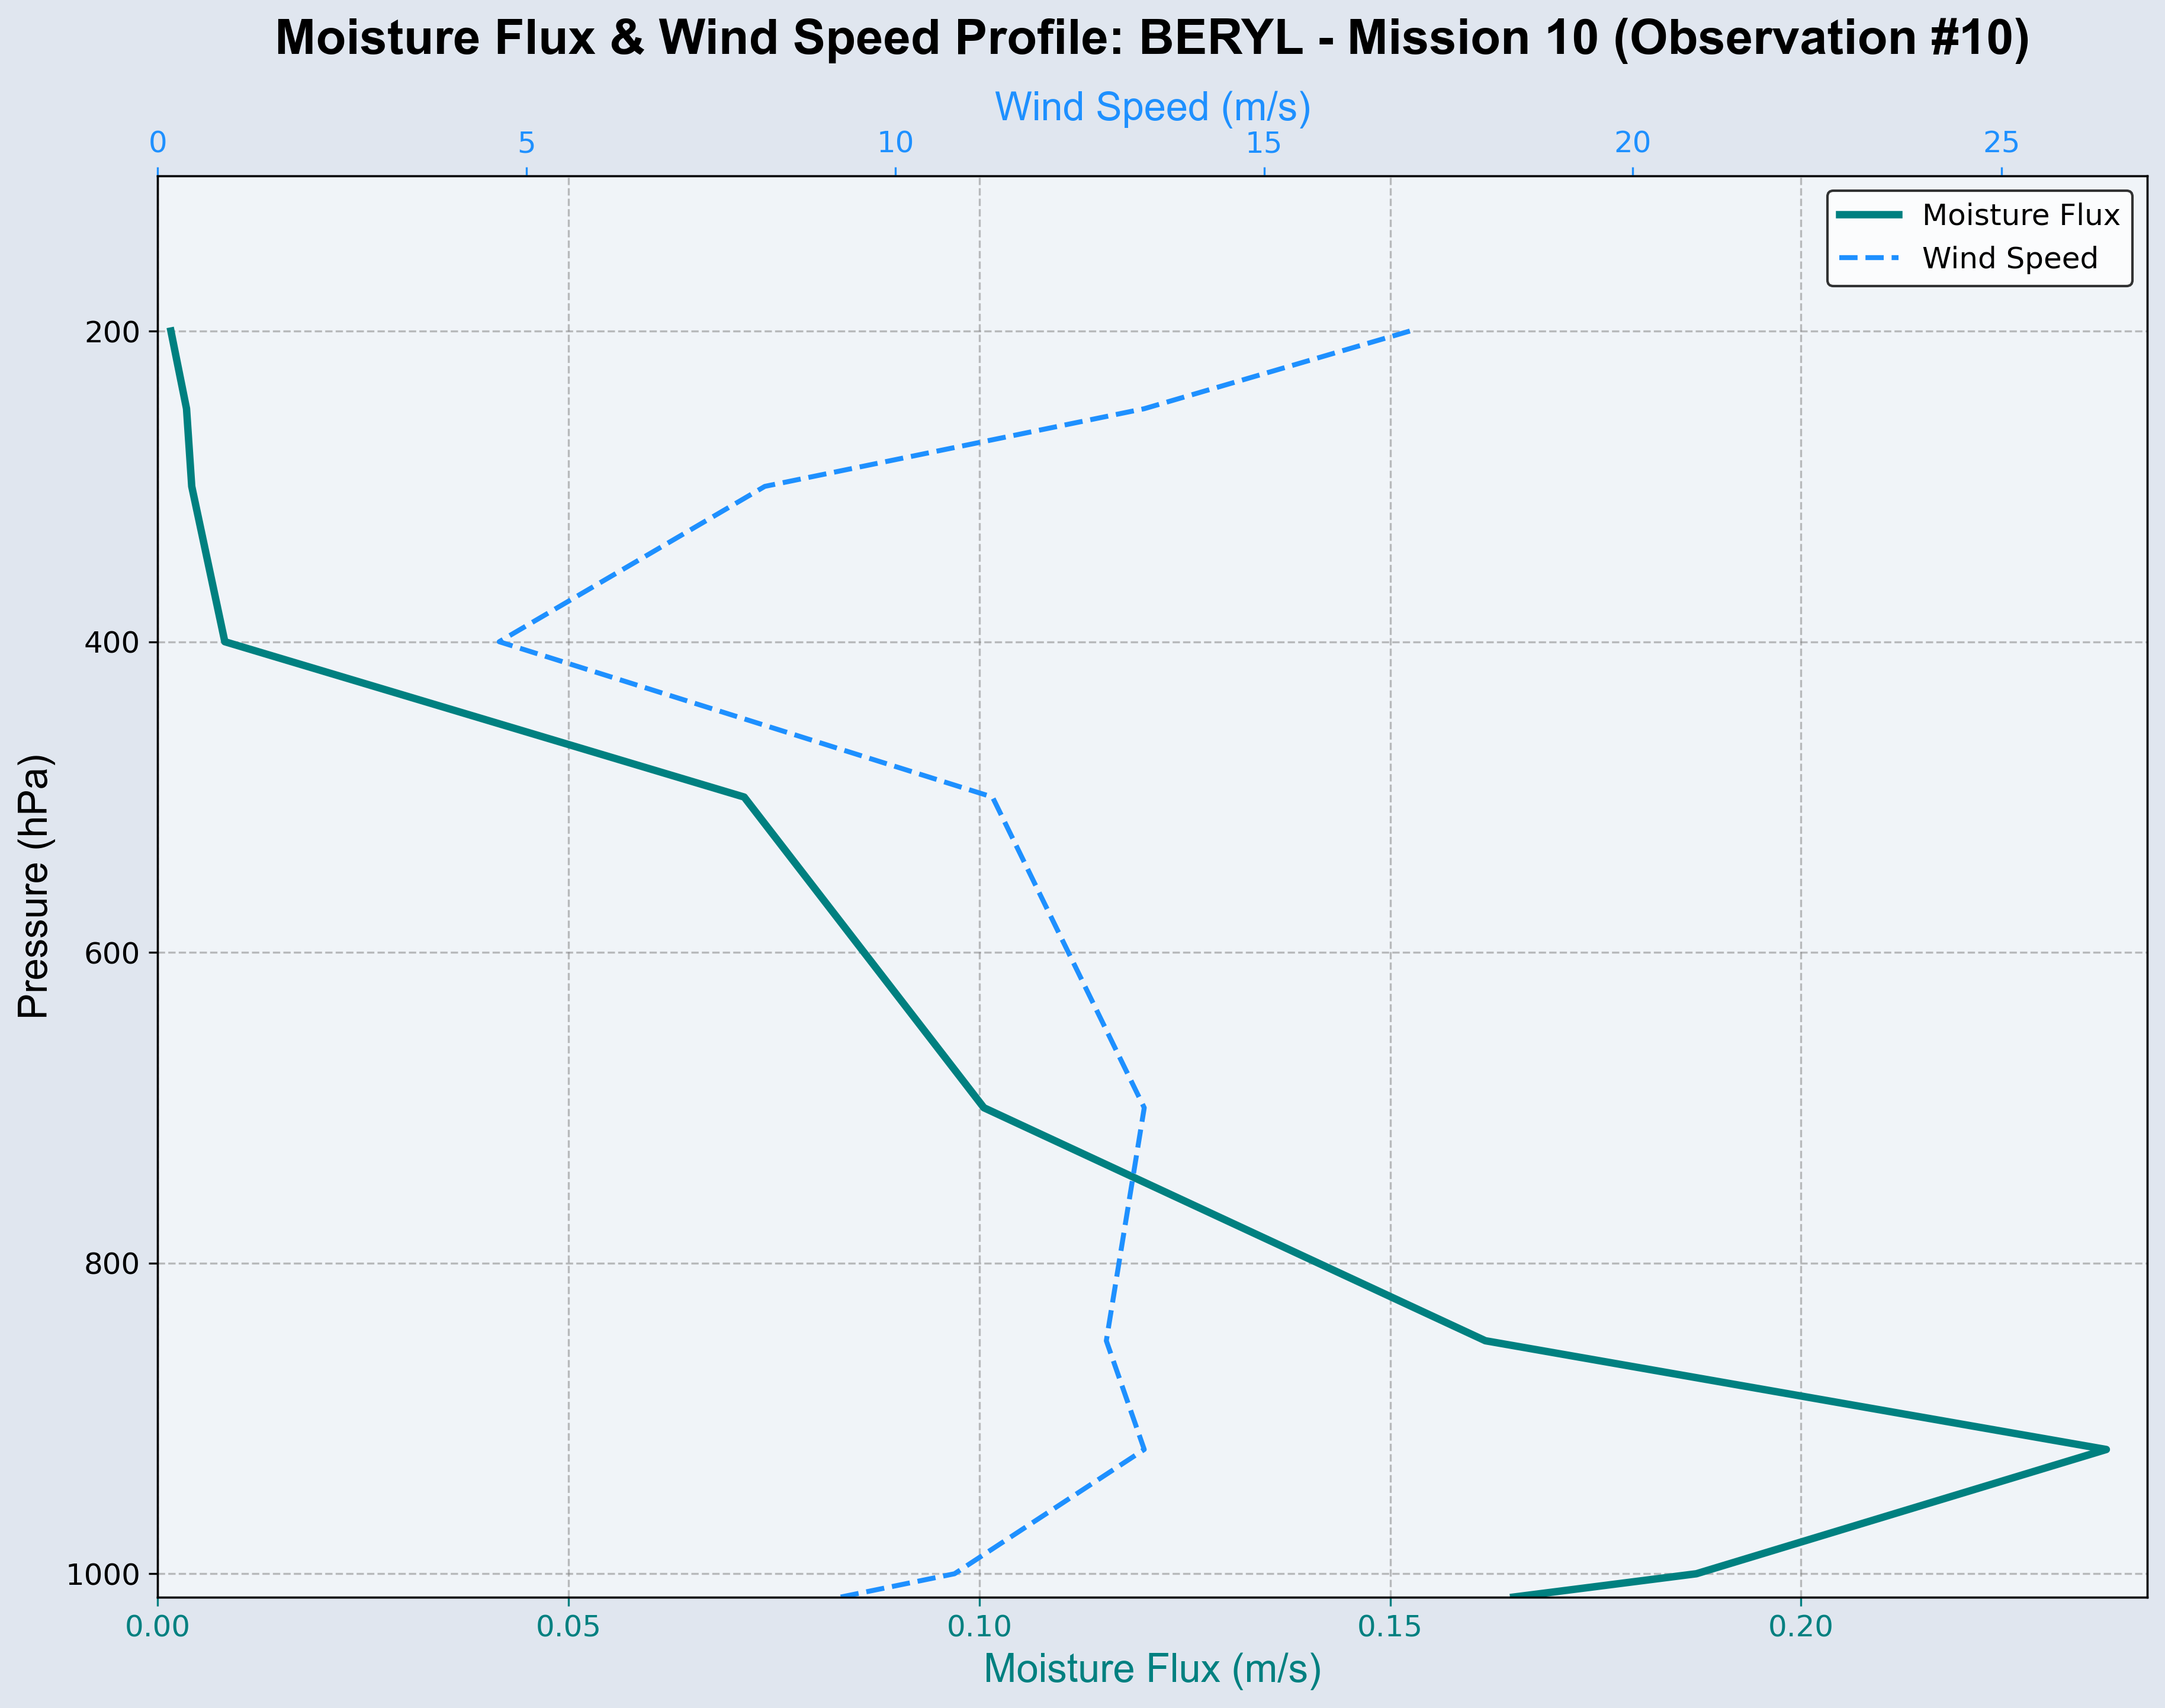 Moisture Flux & Wind Speed Profile: BERYL - Mission 10 (Observation #10)
Wind Speed (m/s)
0 5 10 15 20 25
Moisture Flux
Wind Speed
200
400
600
800
1000
Pressure (hPa)
0.00 0.05 0.10 0.15 0.20
Moisture Flux (m/s)